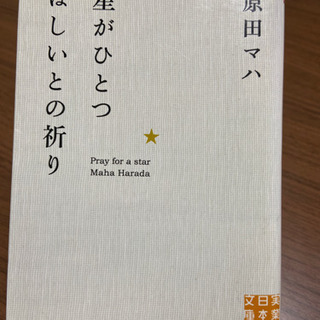 原田マハ
星がひとつ
ほしいとの祈り
Pray for a star
Maha Harada
実業之
日本社
文庫